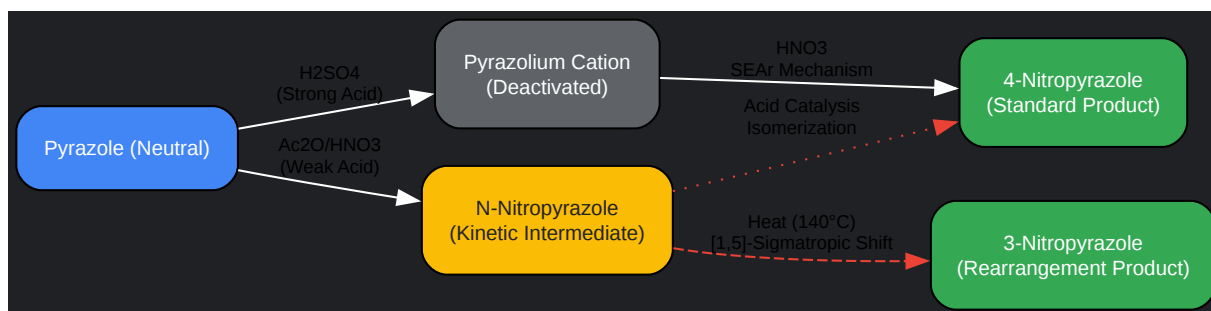 Pyrazole (Neutral)
H2SO4
(Strong Acid)
Ac2O/HNO3
(Weak Acid)
Pyrazolium Cation
(Deactivated)
N-Nitropyrazole
(Kinetic Intermediate)
HNO3
SEAr Mechanism
Acid Catalysis
Isomerization
Heat (140°C)
[1,5]-Sigmatropic Shift
4-Nitropyrazole
(Standard Product)
3-Nitropyrazole
(Rearrangement Product)